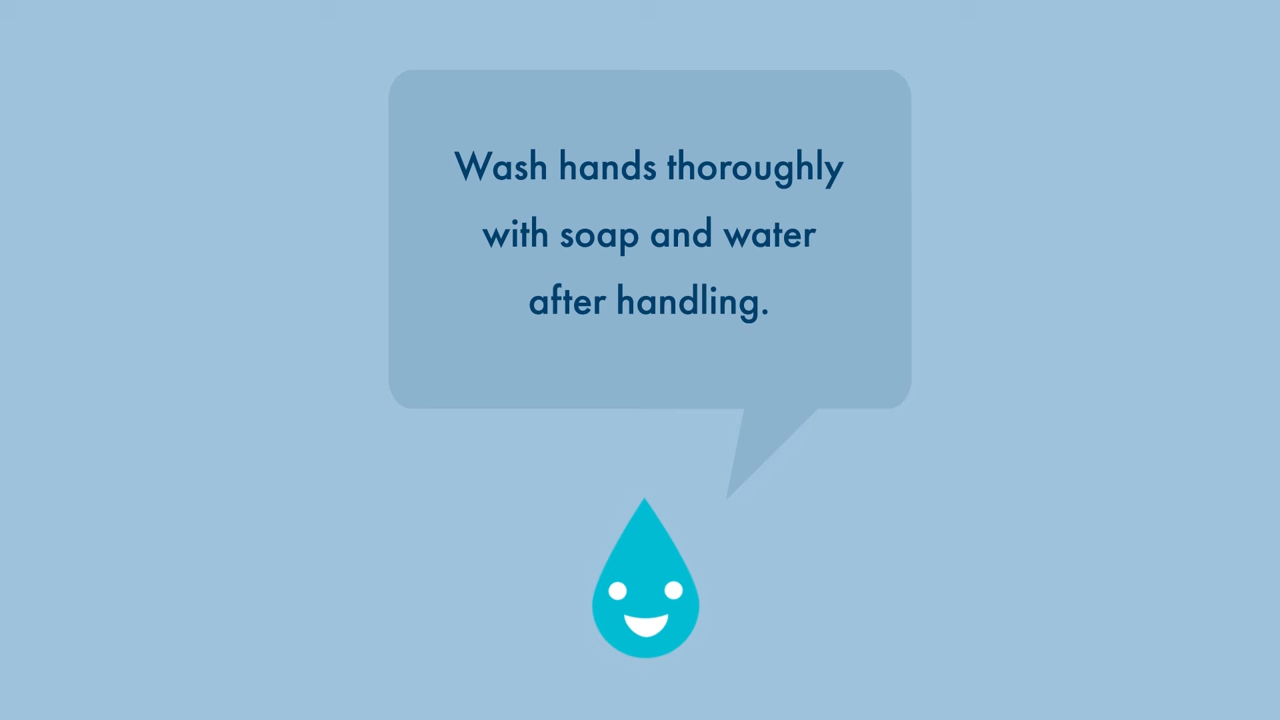 Wash hands thoroughly
with soap and water
after handling.